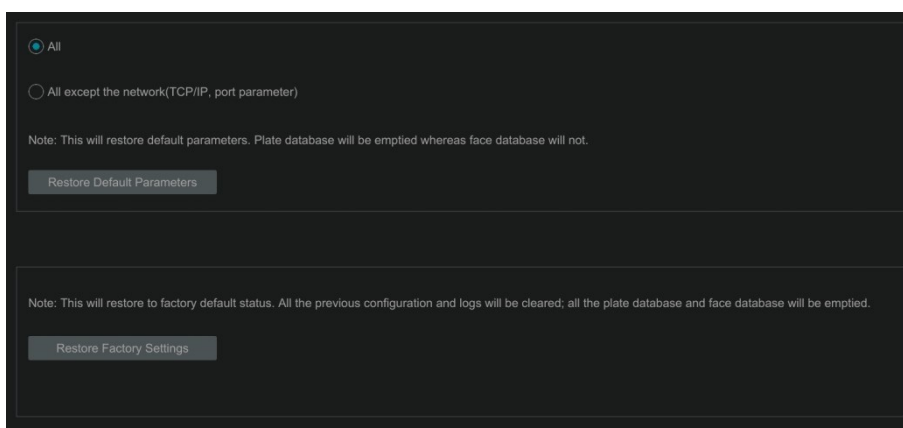 All
All except the network(TCP/IP, port parameter)
Note: This will restore default parameters. Plate database will be emptied whereas face database will not.
Restore Default Parameters
Note: This will restore to factory default status. All the previous configuration and logs will be cleared; all the plate database and face database will be emptied.
Restore Factory Settings